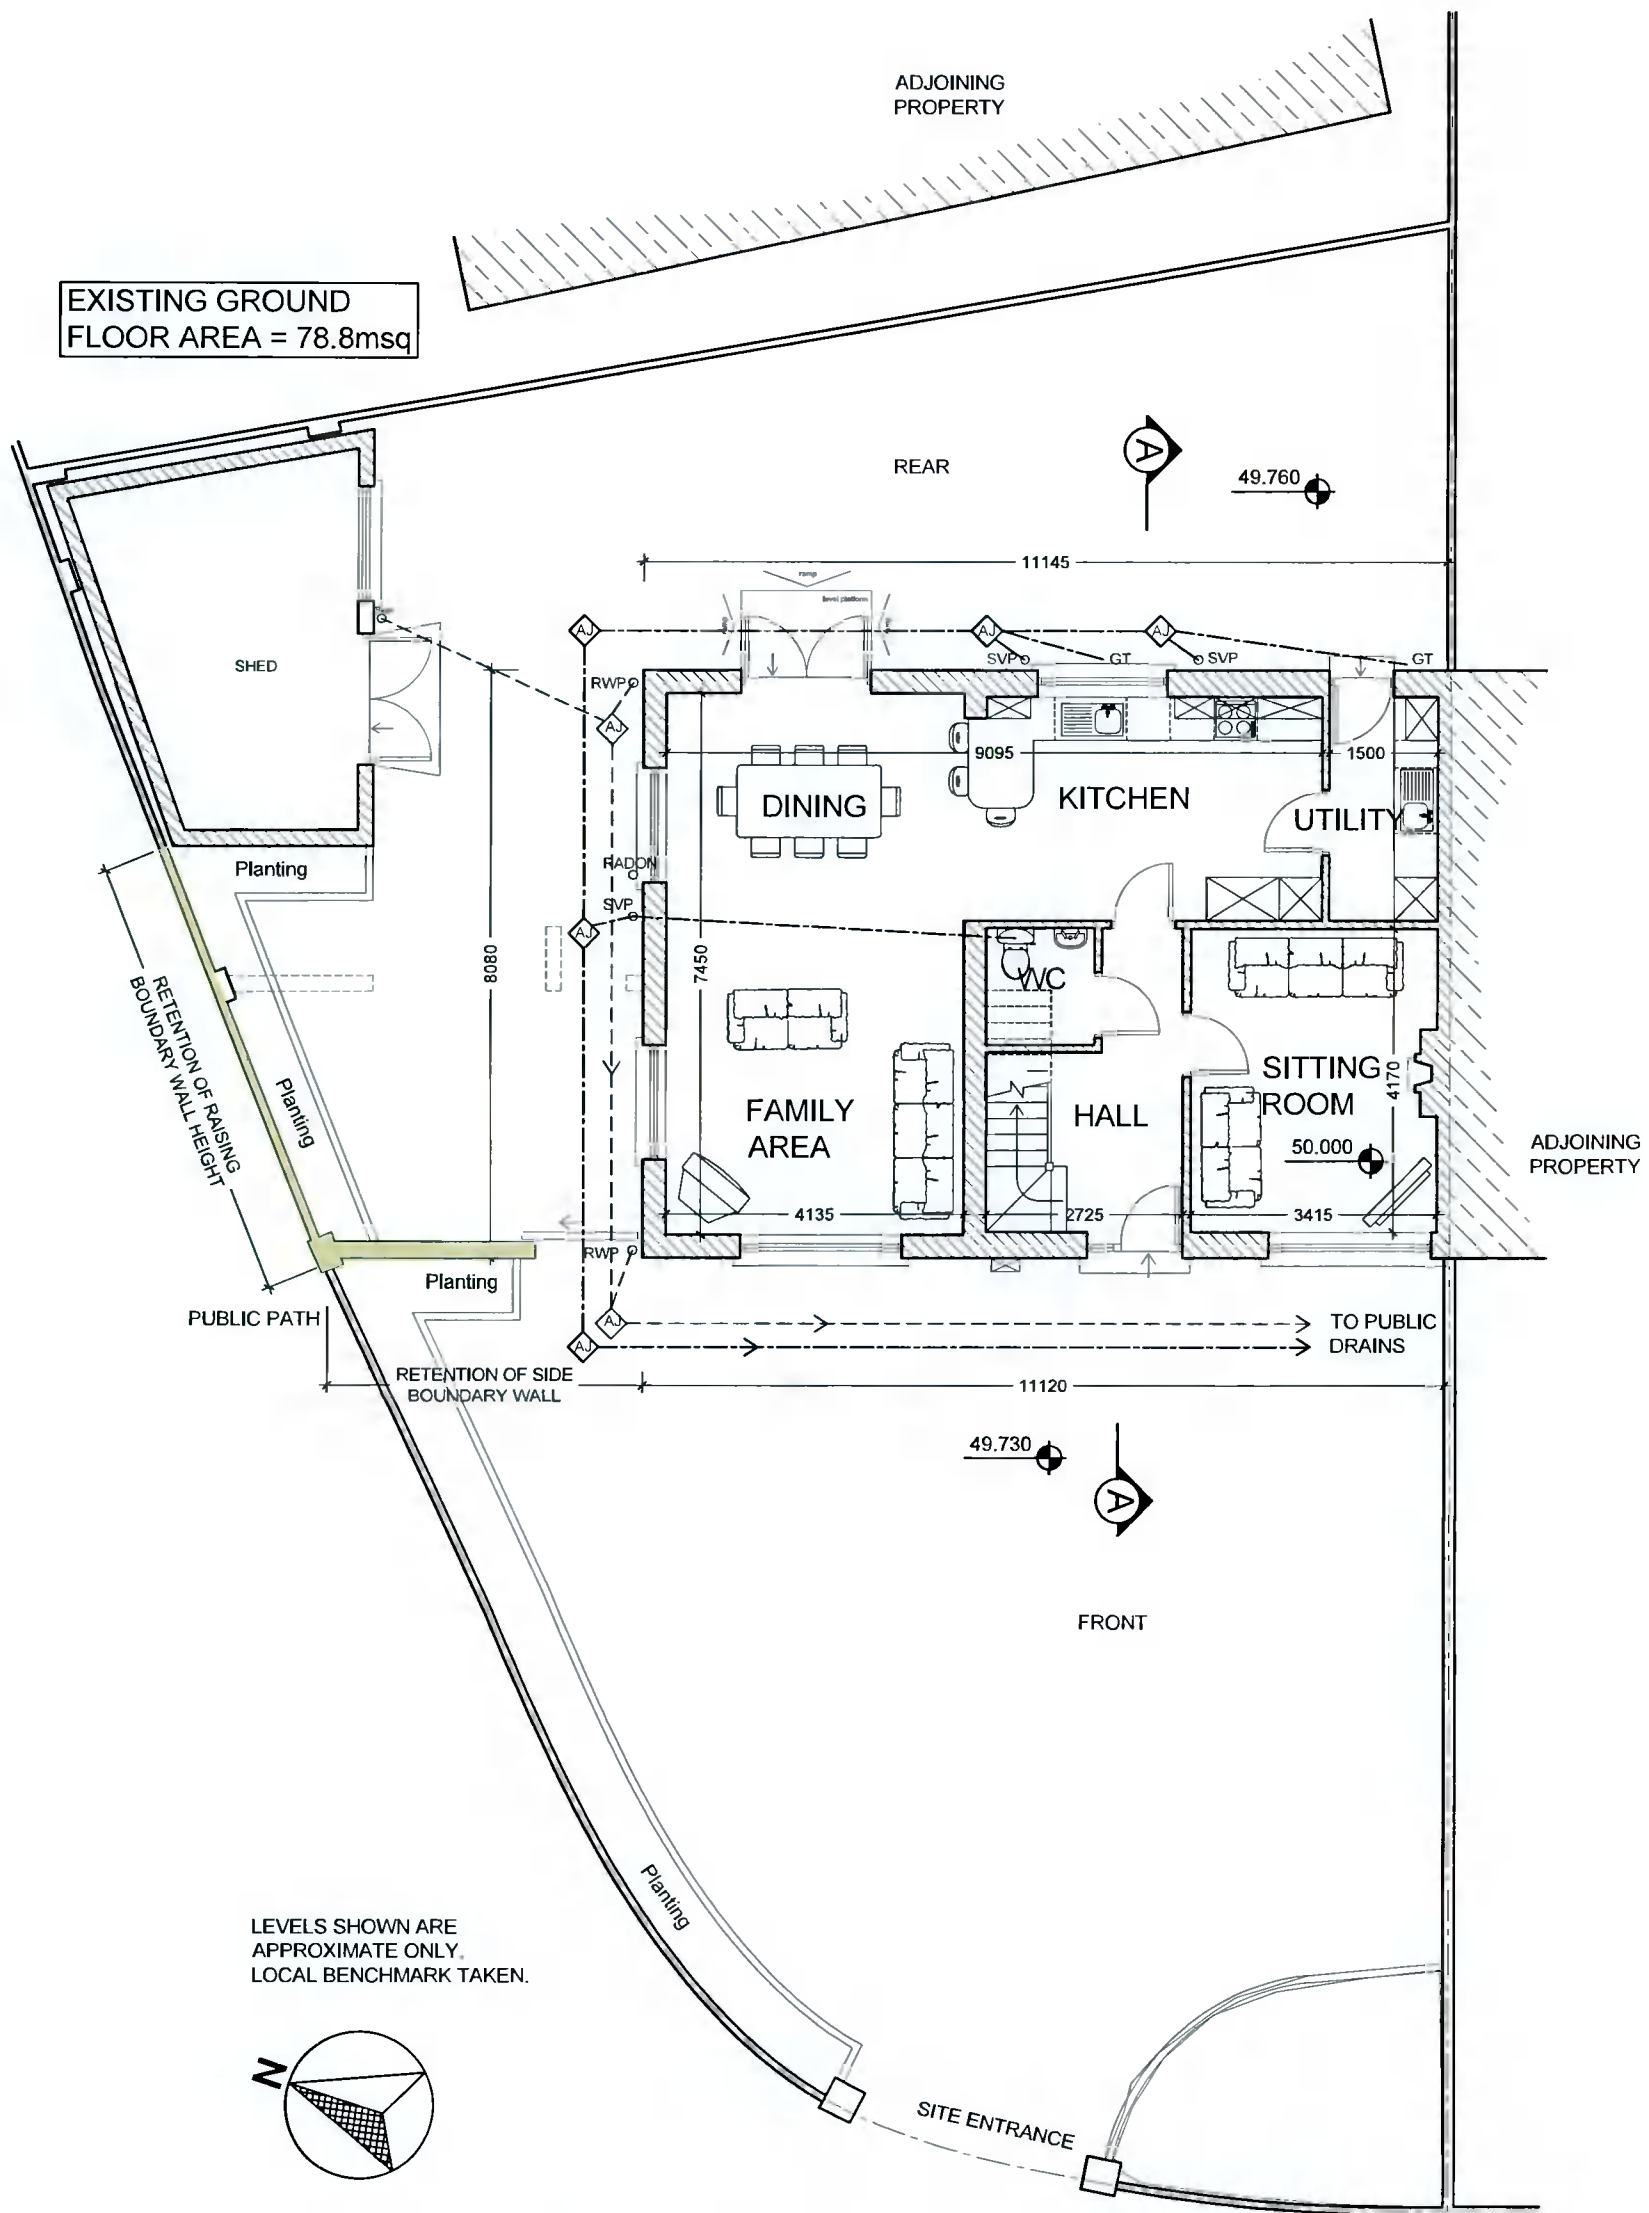 ADJOINING
PROPERTY
EXISTING GROUND
FLOOR AREA = 78.8msq
REAR
A
49.760
11145
ramp
level platform
AJ
AJ
AJ
SVP
GT
SVP
GT
SHED
RWP
AJ
9095
1500
DINING
KITCHEN
UTILITY
RADON
Planting
SVP
AJ
8080
7450
WC
RETENTION OF RAISING
BOUNDARY WALL HEIGHT
Planting
FAMILY
AREA
HALL
SITTING
ROOM
4170
50.000
ADJOINING
PROPERTY
4135
2725
3415
RWP
Planting
PUBLIC PATH
AJ
AJ
TO PUBLIC
DRAINS
RETENTION OF SIDE
BOUNDARY WALL
11120
49.730
A
FRONT
Planting
LEVELS SHOWN ARE
APPROXIMATE ONLY.
LOCAL BENCHMARK TAKEN.
N
SITE ENTRANCE